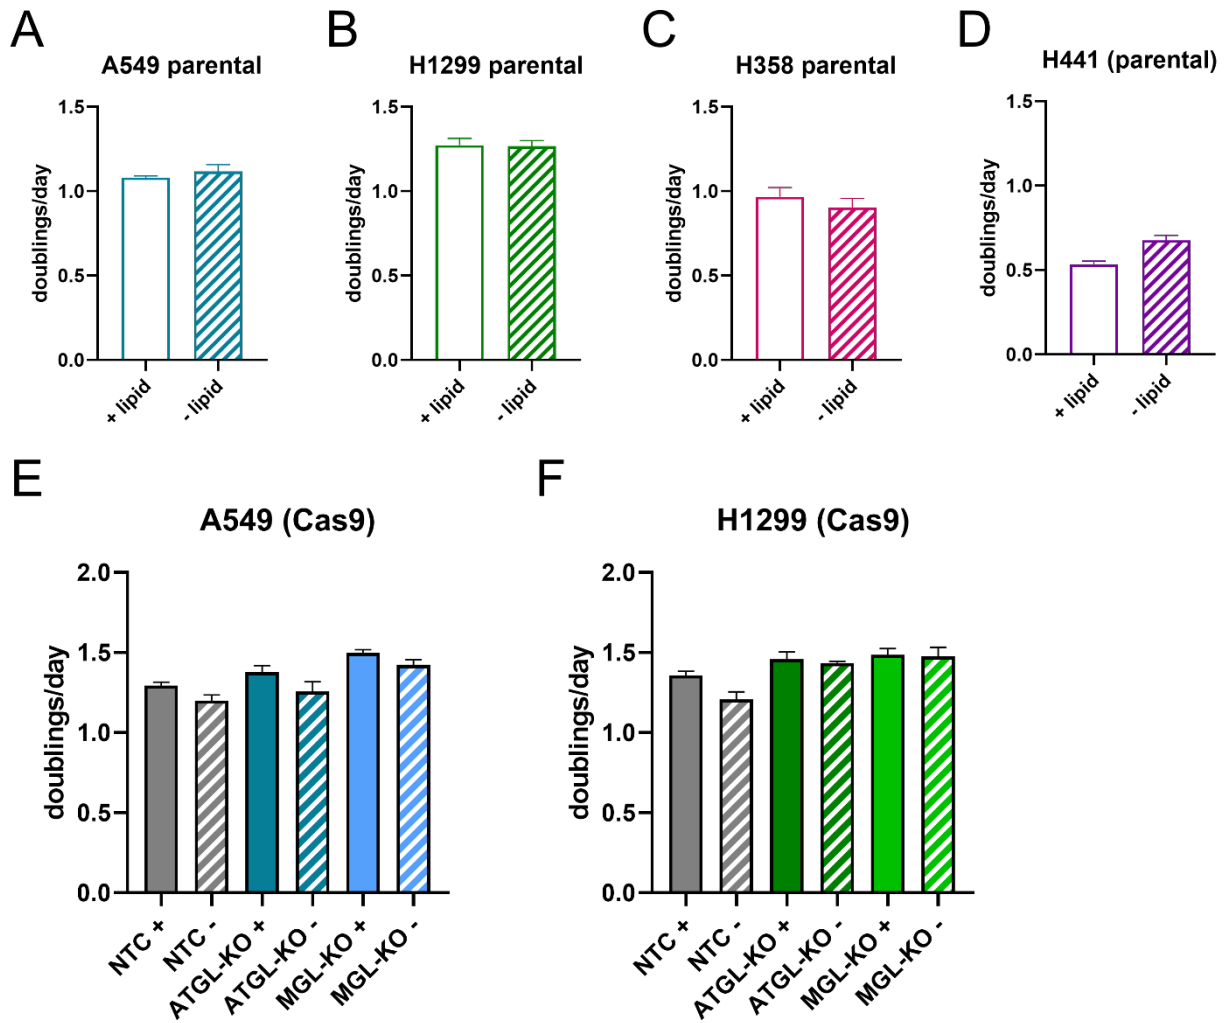 A
A549 parental
doublings/day
1.5
1.0
0.5
0.0
+ lipid
- lipid
B
H1299 parental
doublings/day
1.5
1.0
0.5
0.0
+ lipid
- lipid
C
H358 parental
doublings/day
1.5
1.0
0.5
0.0
+ lipid
- lipid
D
H441 (parental)
doublings/day
1.5
1.0
0.5
0.0
+ lipid
- lipid
E
A549 (Cas9)
doublings/day
2.0
1.5
1.0
0.5
0.0
NTC +
NTC -
ATGL-KO +
ATGL-KO -
MGL-KO +
MGL-KO -
F
H1299 (Cas9)
doublings/day
2.0
1.5
1.0
0.5
0.0
NTC +
NTC -
ATGL-KO +
ATGL-KO -
MGL-KO +
MGL-KO -